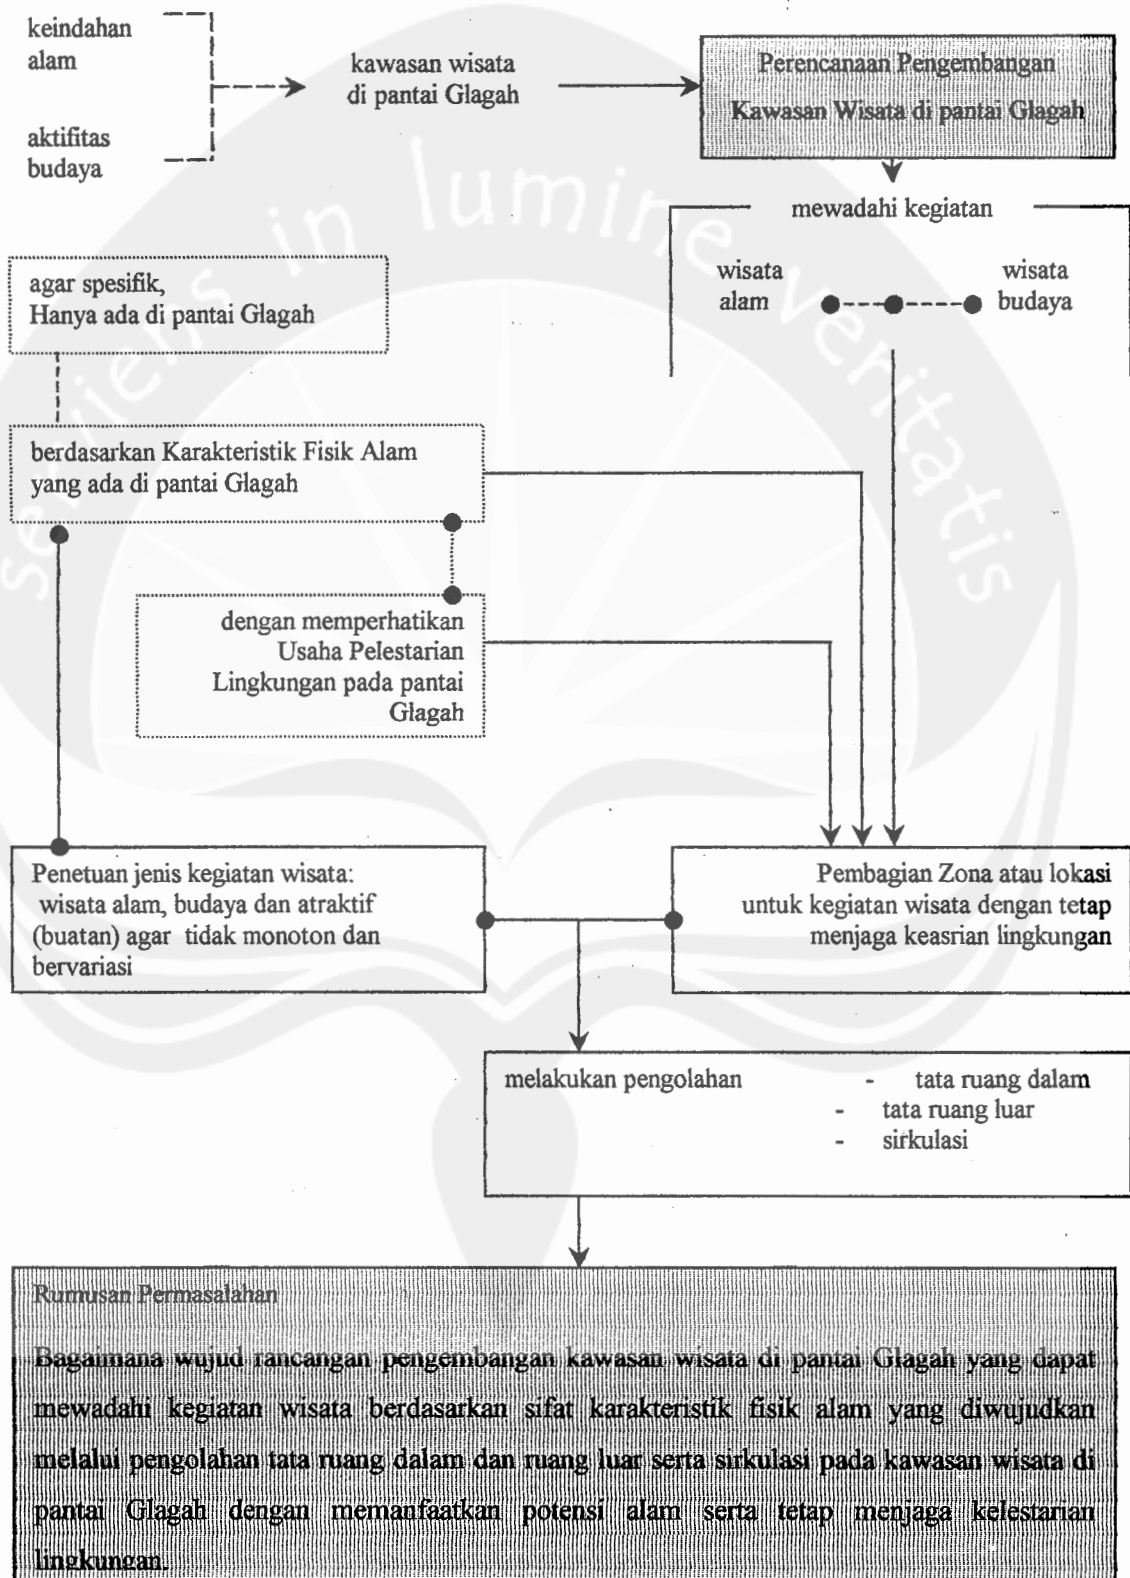 keindahan
alam
aktifitas
budaya
kawasan wisata
di pantai Glagah
Perencanaan Pengembangan
Kawasan Wisata di pantai Glagah
mewadahi kegiatan
wisata
alam
wisata
budaya
agar spesifik,
Hanya ada di pantai Glagah
berdasarkan Karakteristik Fisik Alam
yang ada di pantai Glagah
dengan memperhatikan
Usaha Pelestarian
Lingkungan pada pantai
Glagah
Penetuan jenis kegiatan wisata:
wisata alam, budaya dan atraktif
(buatan) agar tidak monoton dan
bervariasi
Pembagian Zona atau lokasi
untuk kegiatan wisata dengan tetap
menjaga keasrian lingkungan
melakukan pengolahan - tata ruang dalam
- tata ruang luar
- sirkulasi
Rumusan Permasalahan
Bagaimana wujud rancangan pengembangan kawasan wisata di pantai Glagah yang dapat
mewadahi kegiatan wisata berdasarkan sifat karakteristik fisik alam yang diwujudkan
melalui pengolahan tata ruang dalam dan ruang luar serta sirkulasi pada kawasan wisata di
pantai Glagah dengan memanfaatkan potensi alam serta tetap menjaga kelestarian
lingkungan.
serviens in lumine veritatis